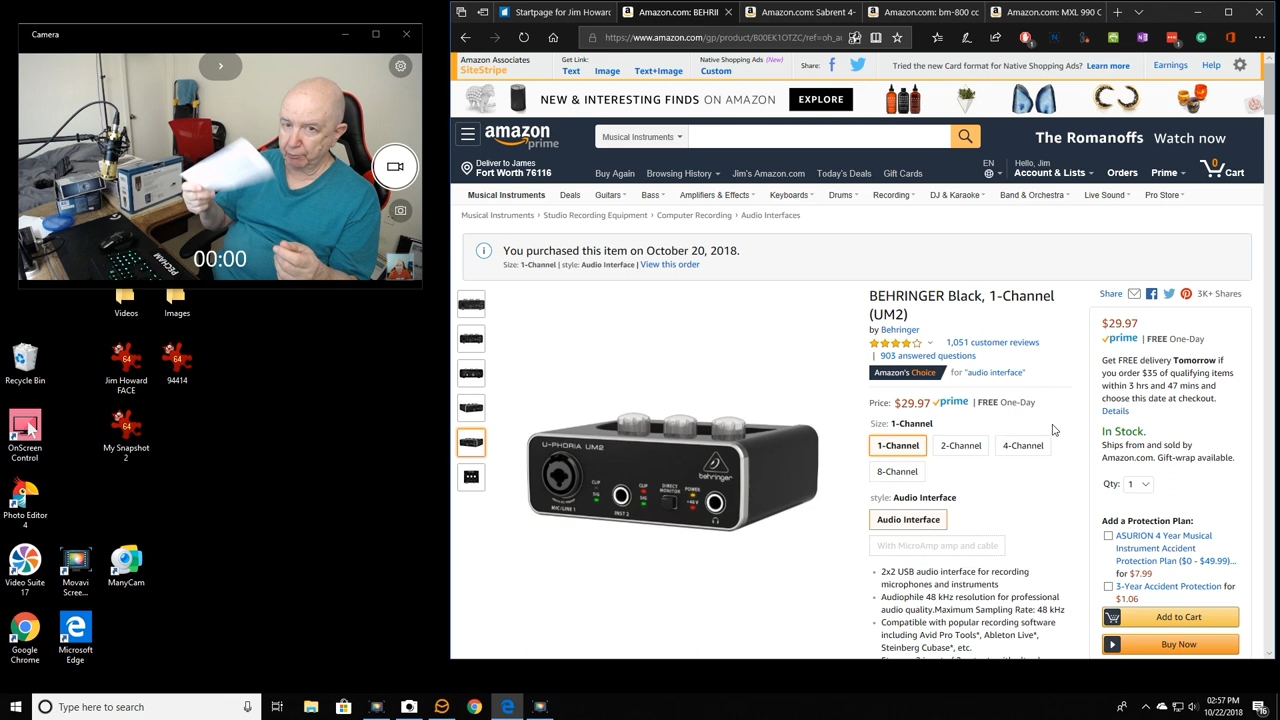 Camera
00:00
PECHAM
Videos
Images
Recycle Bin
Jim Howard
FACE
94414
OnScreen
Control
My Snapshot
2
Photo Editor
4
Video Suite
17
Movavi
Scree...
ManyCam
Google
Chrome
Microsoft
Edge
Startpage for Jim Howard
Amazon.com: BEHRI
Amazon.com: Sabrent 4-
Amazon.com: bm-800 co
Amazon.com: MXL 990 C
https://www.amazon.com/gp/product/B00EK1OTZC/ref=oh_a
Amazon Associates
SiteStripe
Get Link:
Text Image Text+Image
Native Shopping Ads (New)
Custom
Share:
Tried the new Card format for Native Shopping Ads? Learn more
Earnings Help
NEW & INTERESTING FINDS ON AMAZON EXPLORE
amazon
prime
Musical Instruments
The Romanoffs Watch now
Deliver to James
Fort Worth 76116
Buy Again Browsing History Jim's Amazon.com Today's Deals Gift Cards
EN
Hello, Jim
Account & Lists Orders Prime
0
Cart
Musical Instruments Deals Guitars Bass Amplifiers & Effects Keyboards Drums Recording DJ & Karaoke Band & Orchestra Live Sound Pro Store
Musical Instruments › Studio Recording Equipment › Computer Recording › Audio Interfaces
You purchased this item on October 20, 2018.
Size: 1-Channel | style: Audio Interface | View this order
U-PHORIA UM2
behringer
MIC/LINE 1
CLIP
SIG
INST 2
CLIP
SIG
DIRECT
MONITOR
POWER
+48 V
BEHRINGER Black, 1-Channel
(UM2)
by Behringer
1,051 customer reviews
| 903 answered questions
Amazon's Choice for "audio interface"
Price: $29.97 prime | FREE One-Day
Size: 1-Channel
1-Channel 2-Channel 4-Channel
8-Channel
style: Audio Interface
Audio Interface
With MicroAmp amp and cable
• 2x2 USB audio interface for recording
microphones and instruments
• Audiophile 48 kHz resolution for professional
audio quality.Maximum Sampling Rate: 48 kHz
• Compatible with popular recording software
including Avid Pro Tools*, Ableton Live*,
Steinberg Cubase*, etc.
Share 3K+ Shares
$29.97
prime | FREE One-Day
Get FREE delivery Tomorrow if
you order $35 of qualifying items
within 3 hrs and 47 mins and
choose this date at checkout.
Details
In Stock.
Ships from and sold by
Amazon.com. Gift-wrap available.
Qty: 1
Add a Protection Plan:
ASURION 4 Year Musical
Instrument Accident
Protection Plan ($0 - $49.99)...
for $7.99
3-Year Accident Protection for
$1.06
Add to Cart
Buy Now
Type here to search
02:57 PM
10/22/2018
16